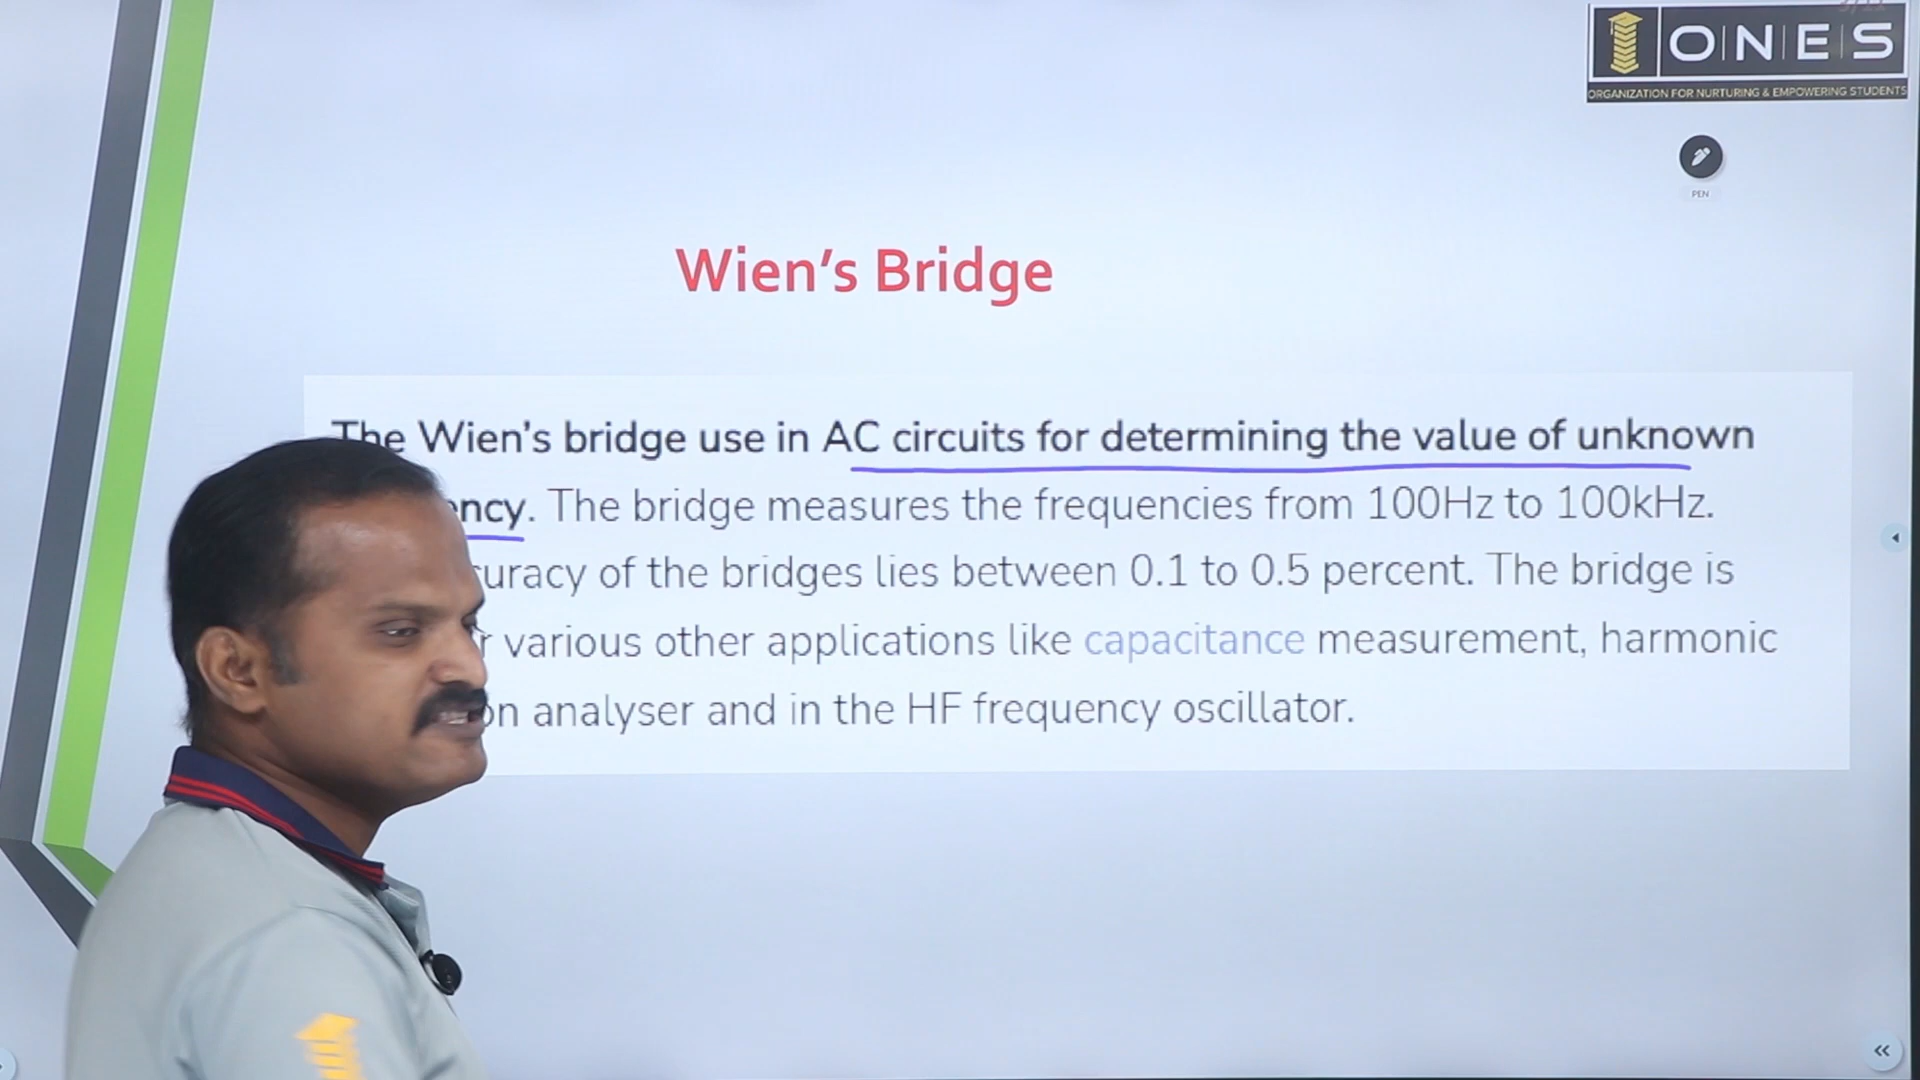 3/11
ONES
ORGANIZATION FOR NURTURING & EMPOWERING STUDENTS
PEN
Wien's Bridge
The Wien's bridge use in AC circuits for determining the value of unknown
ncy. The bridge measures the frequencies from 100Hz to 100kHz.
uracy of the bridges lies between 0.1 to 0.5 percent. The bridge is
r various other applications like capacitance measurement, harmonic
on analyser and in the HF frequency oscillator.